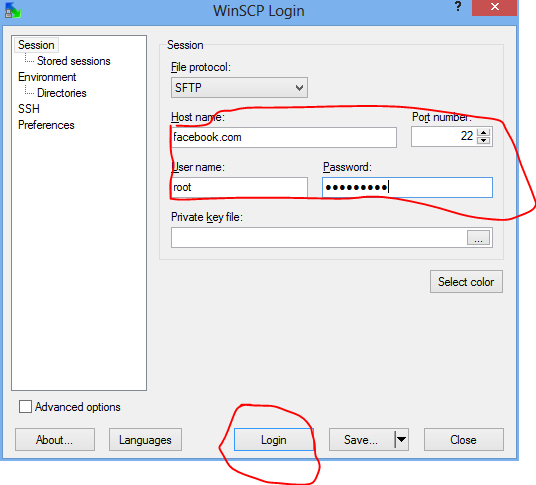 WinSCP Login
?
Session
Stored sessions
Environment
Directories
SSH
Preferences
Session
File protocol:
SFTP
Host name:
Port number:
facebook.com
22
User name:
Password:
root
●●●●●●●●●
Private key file:
...
Select color
Advanced options
About...
Languages
Login
Save...
Close